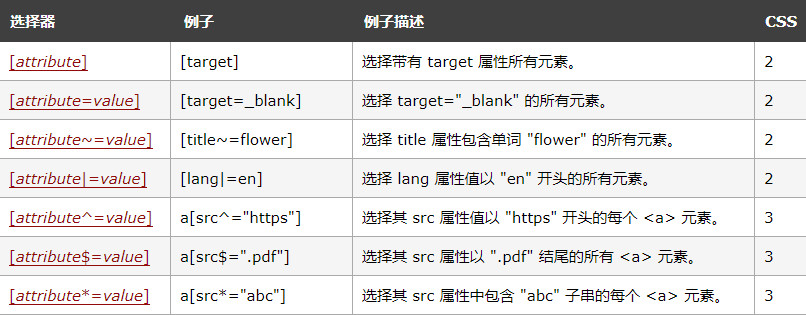 选择器 例子 例子描述 CSS
[attribute] [target] 选择带有 target 属性所有元素。 2
[attribute=value] [target=_blank] 选择 target="_blank" 的所有元素。 2
[attribute~=value] [title~=flower] 选择 title 属性包含单词 "flower" 的所有元素。 2
[attribute|=value] [lang|=en] 选择 lang 属性值以 "en" 开头的所有元素。 2
[attribute^=value] a[src^="https"] 选择其 src 属性值以 "https" 开头的每个 <a> 元素。 3
[attribute$=value] a[src$=".pdf"] 选择其 src 属性以 ".pdf" 结尾的所有 <a> 元素。 3
[attribute*=value] a[src*="abc"] 选择其 src 属性中包含 "abc" 子串的每个 <a> 元素。 3